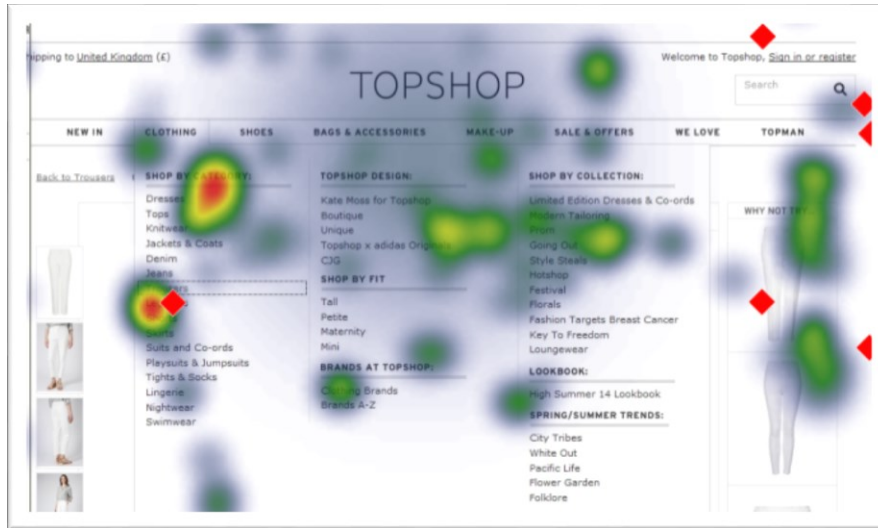 hipping to United Kingdom (£)
Welcome to Topshop, Sign in or register
TOPSHOP
Search
NEW IN CLOTHING SHOES BAGS & ACCESSORIES MAKE-UP SALE & OFFERS WE LOVE TOPMAN
Back to Trousers
SHOP BY CATEGORY:
Dresses
Tops
Knitwear
Jackets & Coats
Denim
Jeans
Suits and Co-ords
Playsuits & Jumpsuits
Tights & Socks
Lingerie
Nightwear
Swimwear
TOPSHOP DESIGN:
Kate Moss for Topshop
Boutique
Unique
Topshop x adidas Originals
CJG
SHOP BY FIT
Tall
Petite
Maternity
Mini
BRANDS AT TOPSHOP:
Clothing Brands
Brands A-Z
SHOP BY COLLECTION:
Limited Edition Dresses & Co-ords
Modern Tailoring
From
Going Out
Style Steals
Hotshop
Festival
Florals
Fashion Targets Breast Cancer
Key To Freedom
Loungewear
LOOKBOOK:
High Summer 14 Lookbook
SPRING/SUMMER TRENDS:
City Tribes
White Out
Pacific Life
Flower Garden
Folklore
WHY NOT TRY